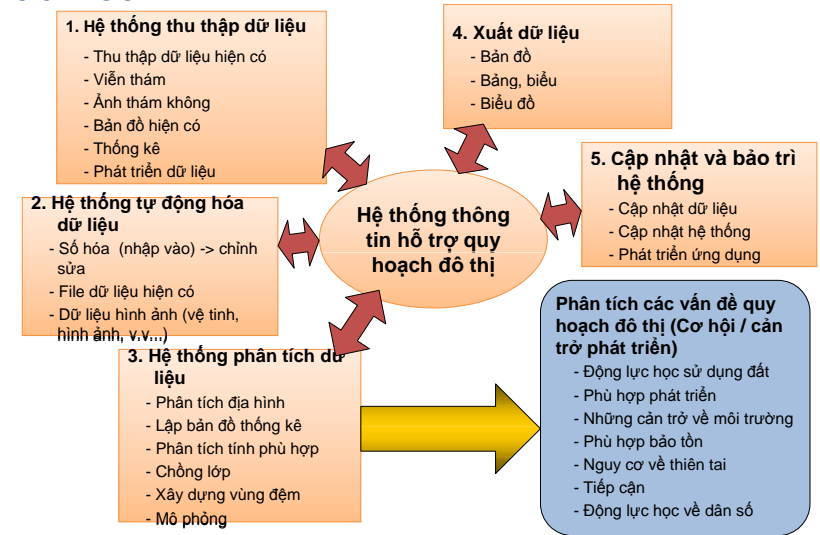 1. Hệ thống thu thập dữ liệu
- Thu thập dữ liệu hiện có
- Viễn thám
- Ảnh thám không
- Bản đồ hiện có
- Thống kê
- Phát triển dữ liệu
2. Hệ thống tự động hóa
dữ liệu
- Số hóa (nhập vào) -> chỉnh
sửa
- File dữ liệu hiện có
- Dữ liệu hình ảnh (vệ tinh,
hình ảnh, v.v...)
3. Hệ thống phân tích dữ
liệu
- Phân tích địa hình
- Lập bản đồ thống kê
- Phân tích tính phù hợp
- Chồng lớp
- Xây dựng vùng đệm
- Mô phỏng
Hệ thống thông
tin hỗ trợ quy
hoạch đô thị
4. Xuất dữ liệu
- Bản đồ
- Bảng, biểu
- Biểu đồ
5. Cập nhật và bảo trì
hệ thống
- Cập nhật dữ liệu
- Cập nhật hệ thống
- Phát triển ứng dụng
Phân tích các vấn đề quy
hoạch đô thị (Cơ hội / cản
trở phát triển)
- Động lực học sử dụng đất
- Phù hợp phát triển
- Những cản trở về môi trường
- Phù hợp bảo tồn
- Nguy cơ về thiên tai
- Tiếp cận
- Động lực học về dân số